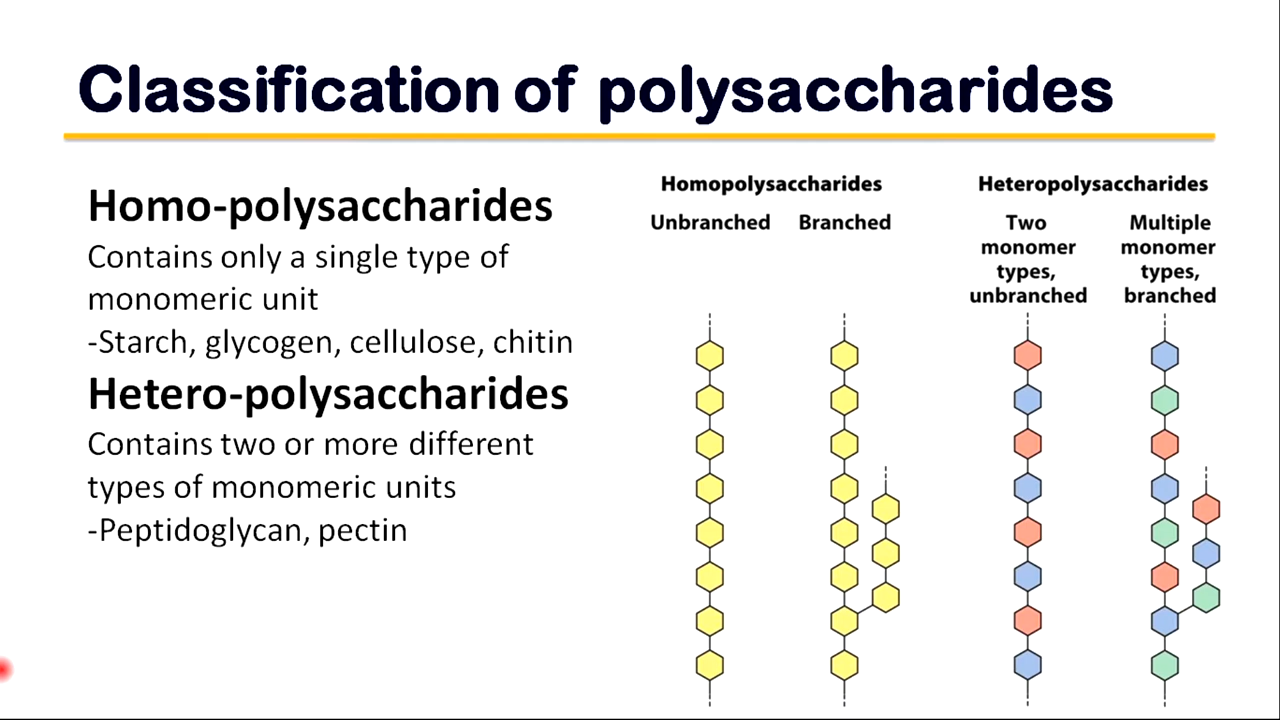 Classification of polysaccharides
Homo-polysaccharides
Contains only a single type of
monomeric unit
-Starch, glycogen, cellulose, chitin
Hetero-polysaccharides
Contains two or more different
types of monomeric units
-Peptidoglycan, pectin
Homopolysaccharides
Unbranched
Branched
Heteropolysaccharides
Two
monomer
types,
unbranched
Multiple
monomer
types,
branched